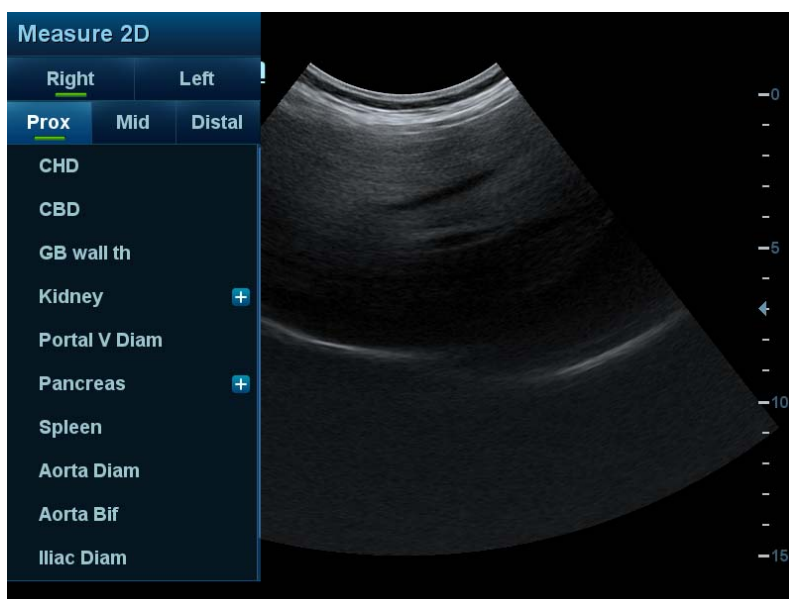 Measure 2D
Right Left
Prox Mid Distal
CHD
CBD
GB wall th
Kidney +
Portal V Diam
Pancreas +
Spleen
Aorta Diam
Aorta Bif
Iliac Diam
0
5
10
15